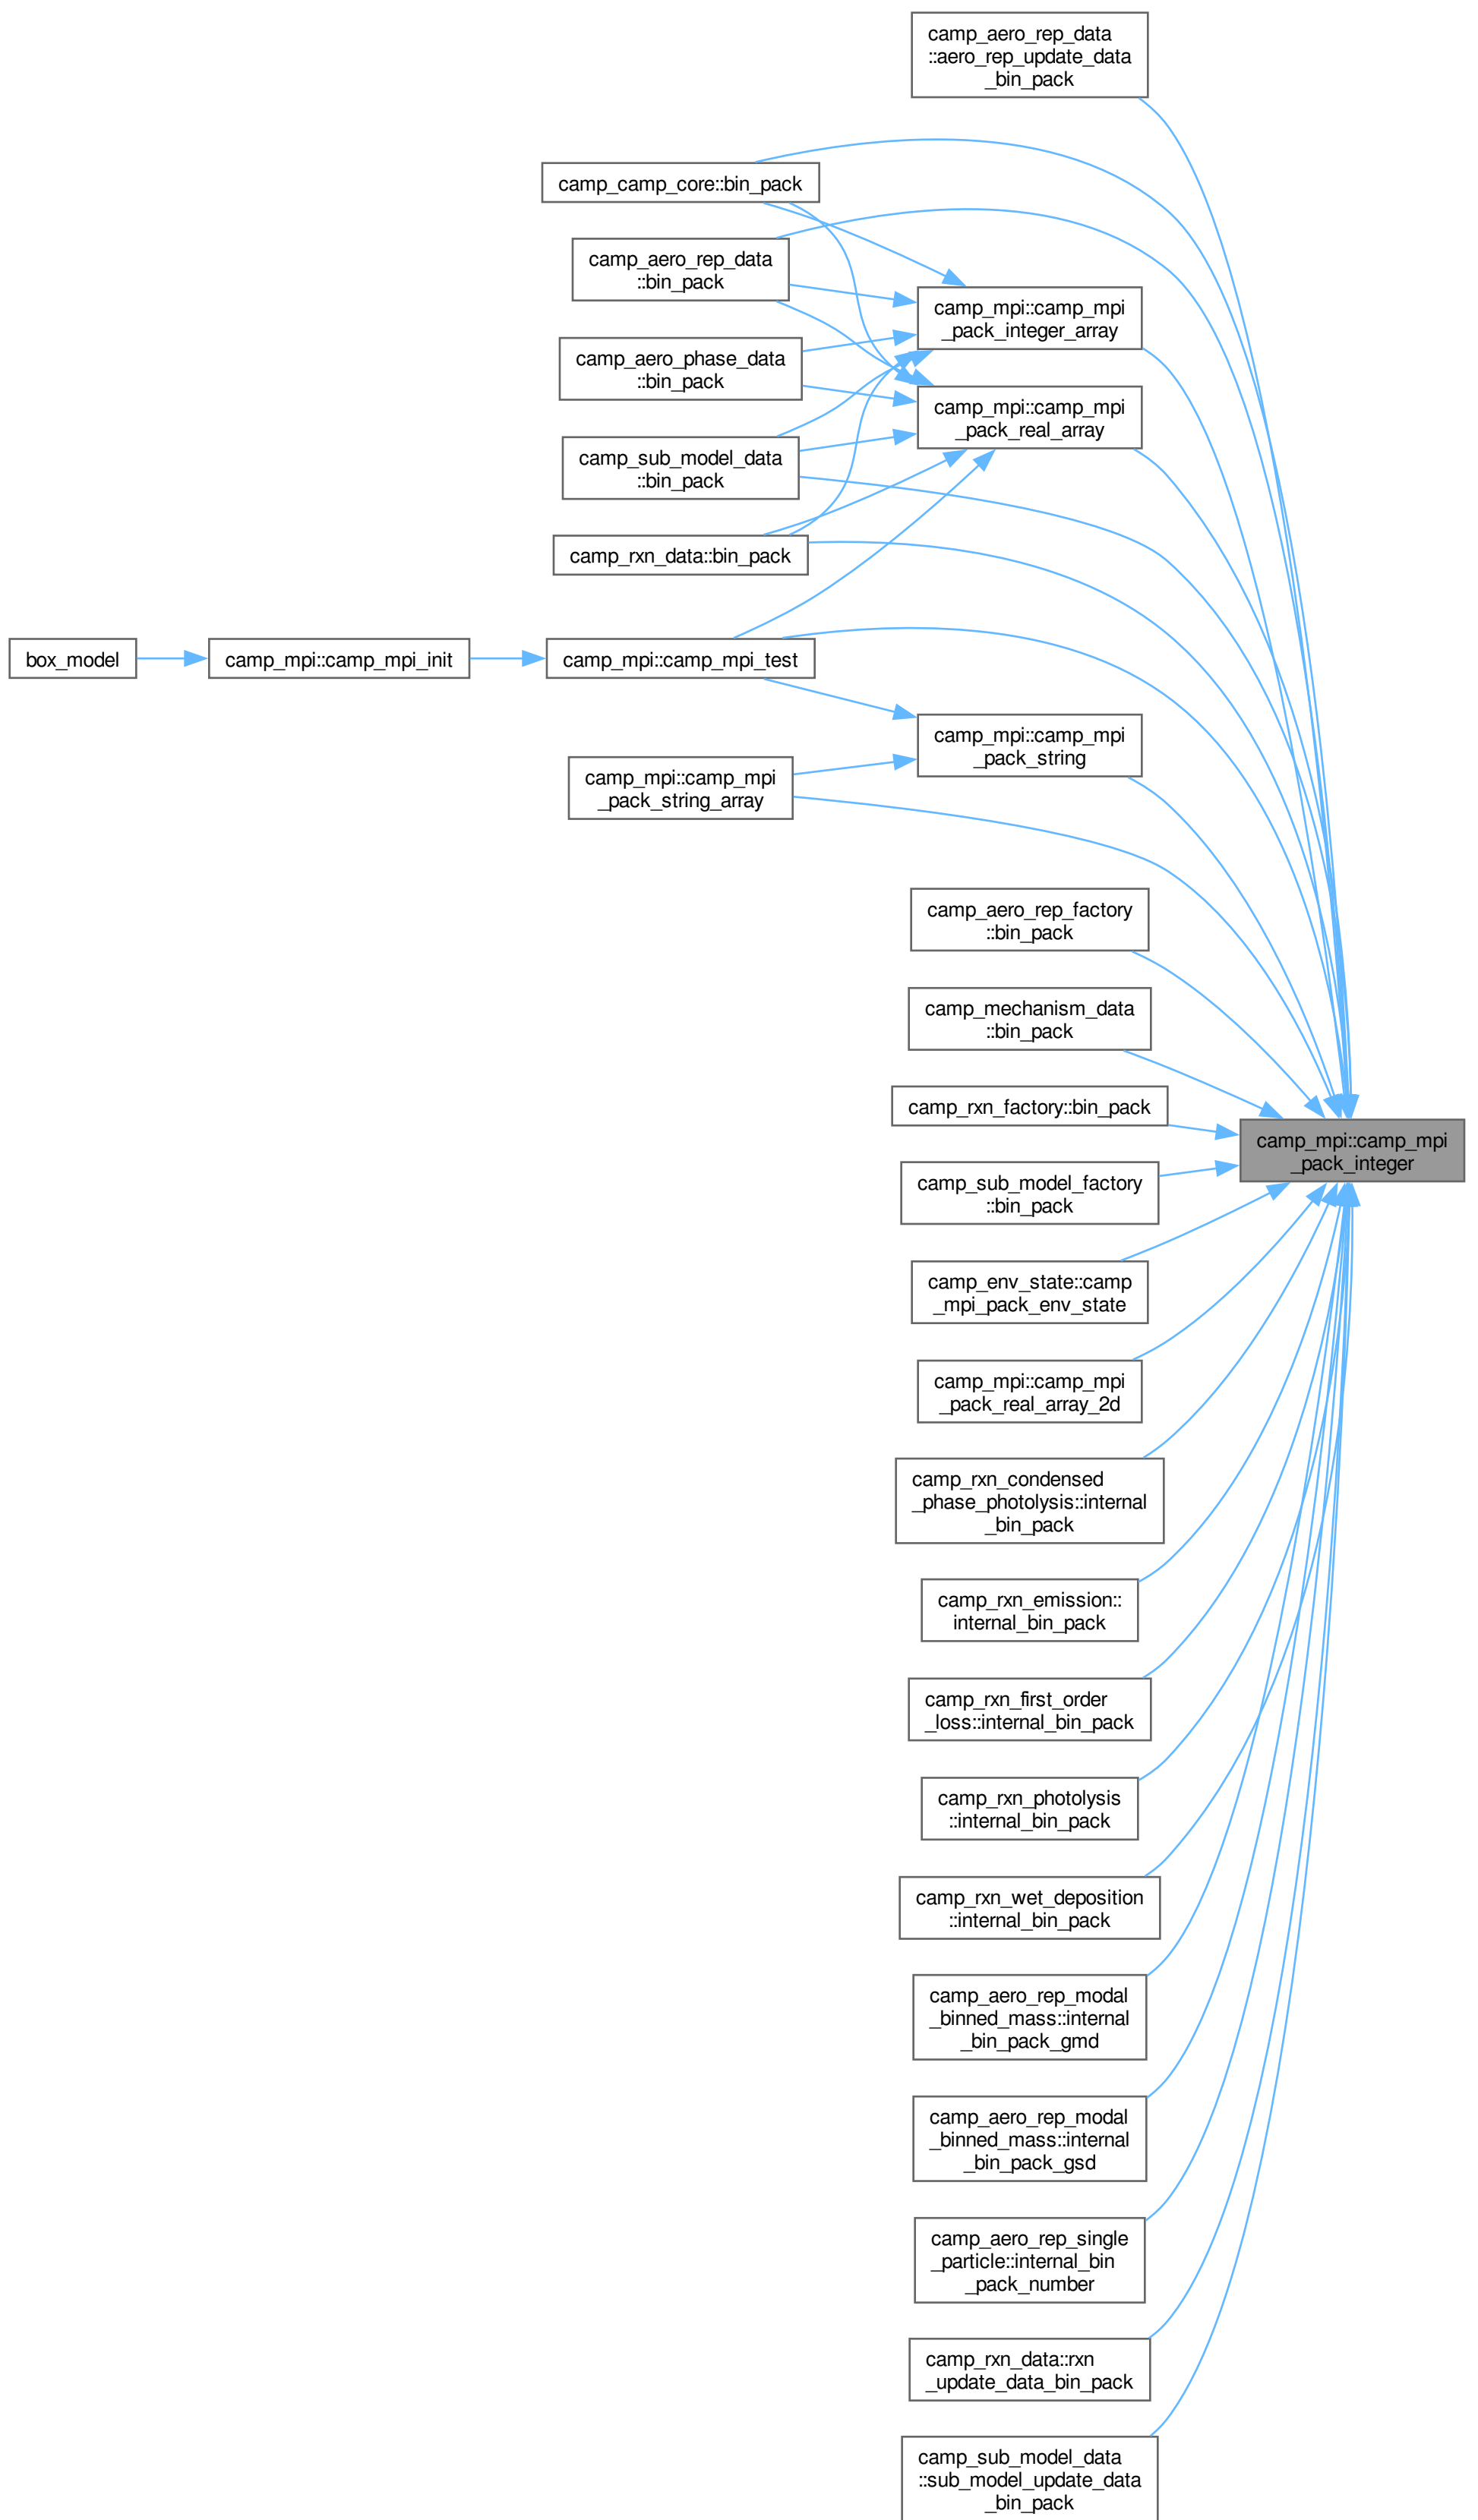 camp_aero_rep_data
::aero_rep_update_data
_bin_pack
camp_camp_core::bin_pack
camp_aero_rep_data
::bin_pack
camp_mpi::camp_mpi
_pack_integer_array
camp_aero_phase_data
::bin_pack
camp_mpi::camp_mpi
_pack_real_array
camp_sub_model_data
::bin_pack
camp_rxn_data::bin_pack
box_model
camp_mpi::camp_mpi_init
camp_mpi::camp_mpi_test
camp_mpi::camp_mpi
_pack_string
camp_mpi::camp_mpi
_pack_string_array
camp_aero_rep_factory
::bin_pack
camp_mechanism_data
::bin_pack
camp_rxn_factory::bin_pack
camp_mpi::camp_mpi
_pack_integer
camp_sub_model_factory
::bin_pack
camp_env_state::camp
_mpi_pack_env_state
camp_mpi::camp_mpi
_pack_real_array_2d
camp_rxn_condensed
_phase_photolysis::internal
_bin_pack
camp_rxn_emission::
internal_bin_pack
camp_rxn_first_order
_loss::internal_bin_pack
camp_rxn_photolysis
::internal_bin_pack
camp_rxn_wet_deposition
::internal_bin_pack
camp_aero_rep_modal
_binned_mass::internal
_bin_pack_gmd
camp_aero_rep_modal
_binned_mass::internal
_bin_pack_gsd
camp_aero_rep_single
_particle::internal_bin
_pack_number
camp_rxn_data::rxn
_update_data_bin_pack
camp_sub_model_data
::sub_model_update_data
_bin_pack